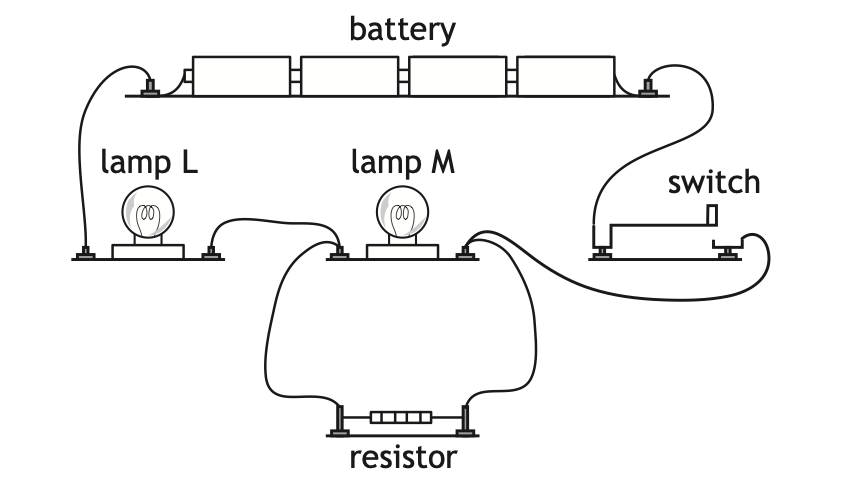 battery
lamp L
lamp M
switch
resistor